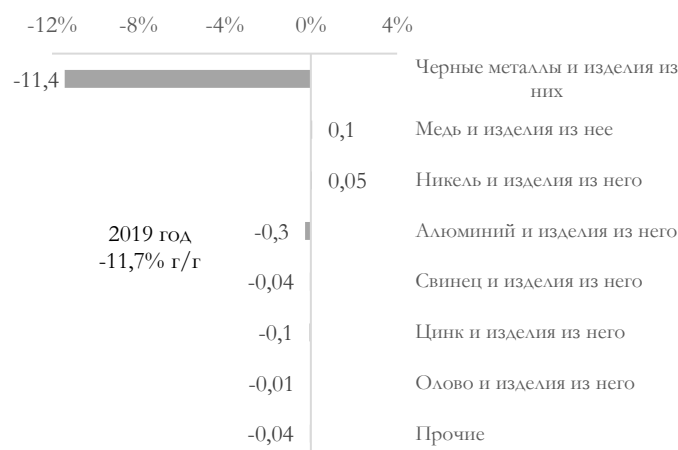 -12% -8% -4% 0% 4%
-11,4 Черные металлы и изделия из
них
0,1 Медь и изделия из нее
0,05 Никель и изделия из него
2019 год -0,3 Алюминий и изделия из него
-11,7% г/г
-0,04 Свинец и изделия из него
-0,1 Цинк и изделия из него
-0,01 Олово и изделия из него
-0,04 Прочие